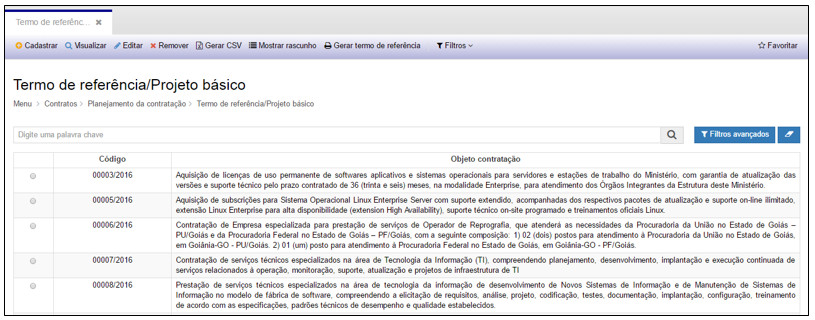 Termo de referênc...
Cadastrar Visualizar Editar Remover Gerar CSV Mostrar rascunho Gerar termo de referência Filtros Favoritar
Termo de referência/Projeto básico
Menu > Contratos > Planejamento da contratação > Termo de referência/Projeto básico
Digite uma palavra chave Filtros avançados
Código Objeto contratação
00003/2016 Aquisição de licenças de uso permanente de softwares aplicativos e sistemas operacionais para servidores e estações de trabalho do Ministério, com garantia de atualização das
versões e suporte técnico pelo prazo contratado de 36 (trinta e seis) meses, na modalidade Enterprise, para atendimento dos Órgãos Integrantes da Estrutura deste Ministério.
00005/2016 Aquisição de subscrições para Sistema Operacional Linux Enterprise Server com suporte extendido, acompanhadas dos respectivos pacotes de atualização e suporte on-line ilimitado,
extensão Linux Enterprise para alta disponibilidade (extension High Availability), suporte técnico on-site programado e treinamentos oficiais Linux.
00006/2016 Contratação de Empresa especializada para prestação de serviços de Operador de Reprografia, que atenderá as necessidades da Procuradoria da União no Estado de Goiás –
PU/Goiás e da Procuradoria Federal no Estado de Goiás – PF/Goiás, com a seguinte composição: 1) 02 (dois) postos para atendimento à Procuradoria da União no Estado de Goiás,
em Goiânia-GO - PU/Goiás. 2) 01 (um) posto para atendimento à Procuradoria Federal no Estado de Goiás, em Goiânia-GO - PF/Goiás.
00007/2016 Contratação de serviços técnicos especializados na área de Tecnologia da Informação (TI), compreendendo planejamento, desenvolvimento, implantação e execução continuada de
serviços relacionados à operação, monitoração, suporte, atualização e projetos de infraestrutura de TI
00008/2016 Prestação de serviços técnicos especializados na área de tecnologia da informação de desenvolvimento de Novos Sistemas de Informação e de Manutenção de Sistemas de
Informação no modelo de fábrica de software, compreendendo a elicitação de requisitos, análise, projeto, codificação, testes, documentação, implantação, configuração, treinamento
de acordo com as especificações, padrões técnicos de desempenho e qualidade estabelecidos.